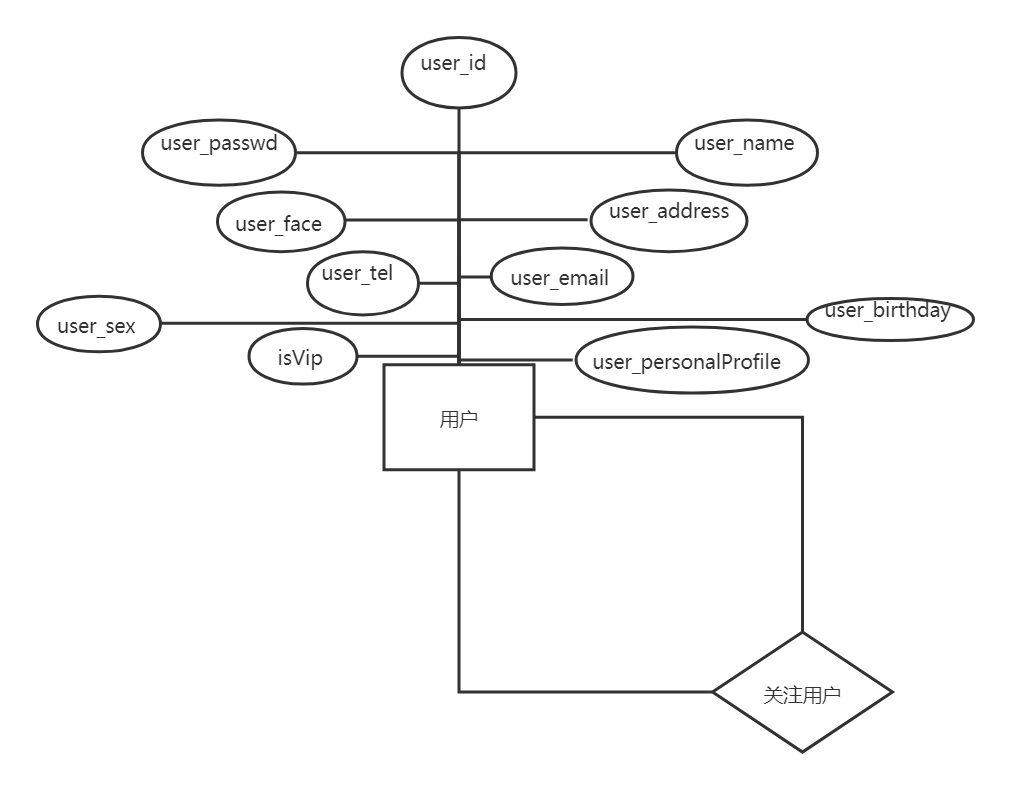 user_id
user_passwd
user_name
user_face
user_address
user_tel
user_email
user_sex
user_birthday
isVip
user_personalProfile
用户
关注用户